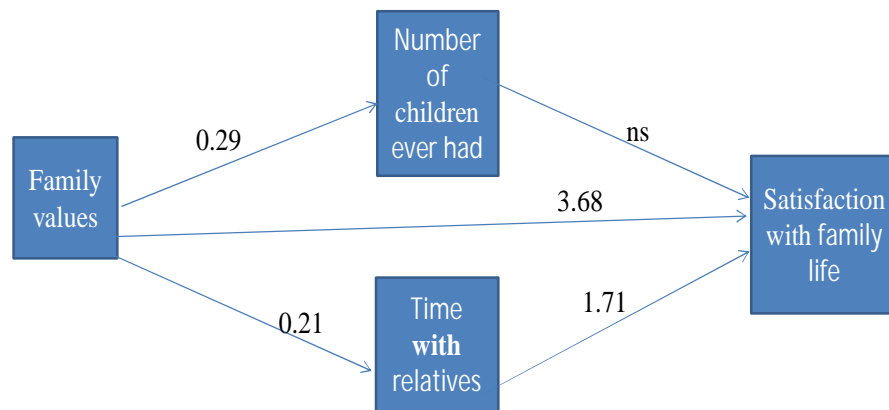 Number
of
children
ever had
0.29
ns
Family
values
3.68
Satisfaction
with family
life
0.21
Time
with
relatives
1.71